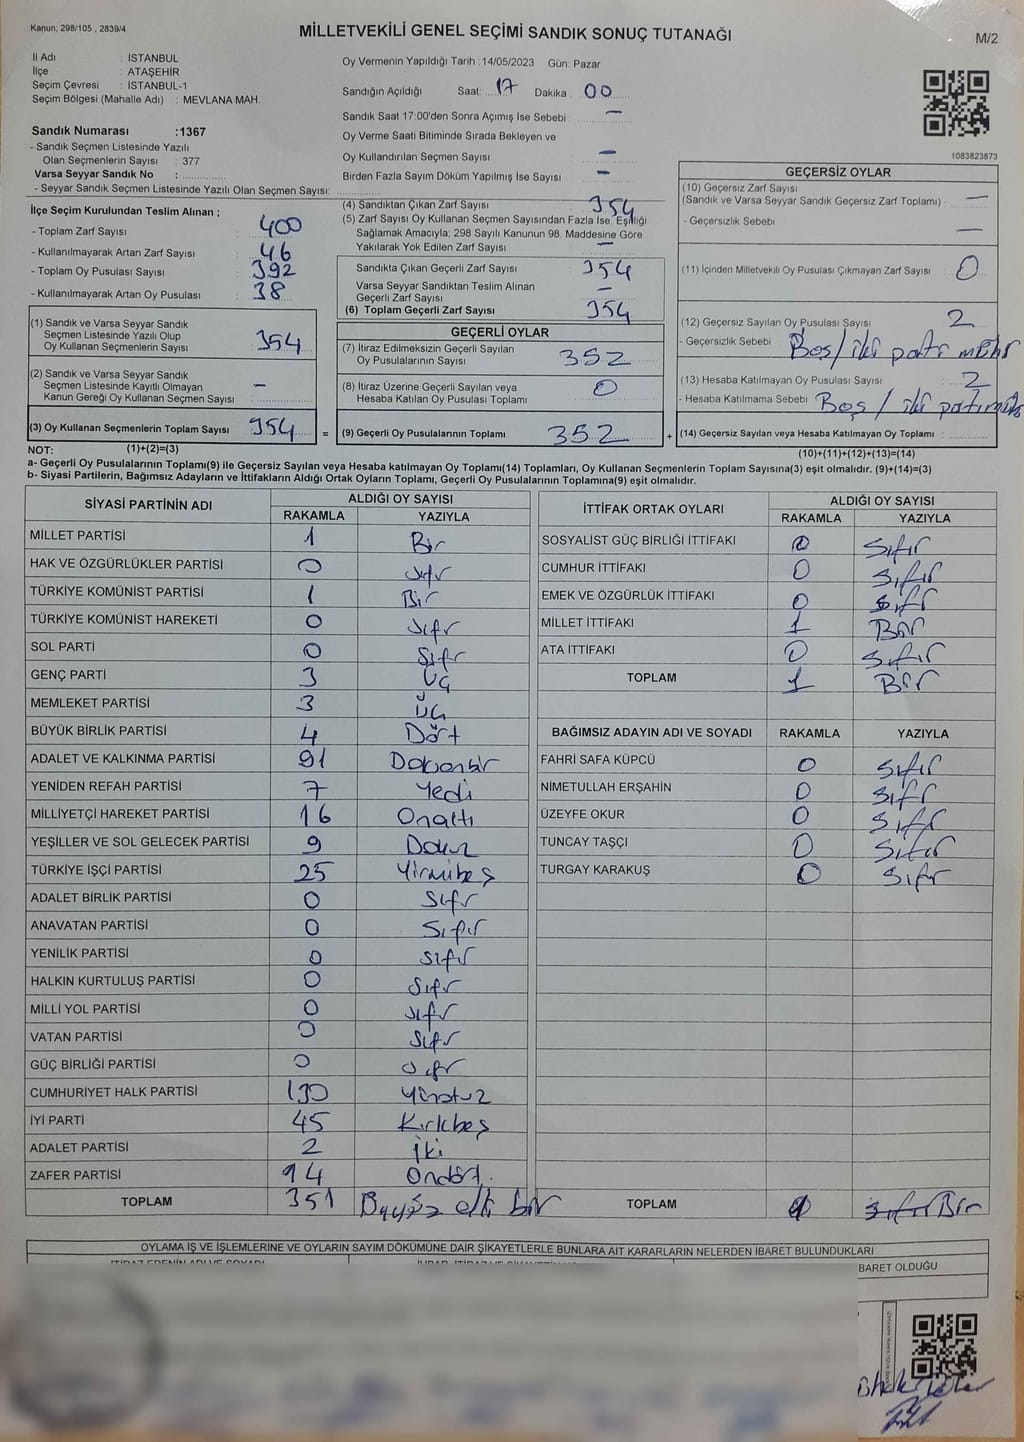 Kanun; 298/105 , 2839/4
MİLLETVEKİLİ GENEL SEÇİMİ SANDIK SONUÇ TUTANAĞI
M/2
İl Adı : İSTANBUL
İlçe : ATAŞEHİR
Seçim Çevresi : İSTANBUL-1
Seçim Bölgesi (Mahalle Adı) : MEVLANA MAH.
Oy Vermenin Yapıldığı Tarih :14/05/2023 Gün: Pazar
Sandığın Açıldığı Saat: 17 Dakika 00
Sandık Saat 17:00'den Sonra Açımış İse Sebebi : —
Oy Verme Saati Bitiminde Sırada Bekleyen ve
Oy Kullandırılan Seçmen Sayısı —
Birden Fazla Sayım Döküm Yapılmış İse Sayısı —
1083823873
Sandık Numarası :1367
- Sandık Seçmen Listesinde Yazılı
Olan Seçmenlerin Sayısı : 377
Varsa Seyyar Sandık No :
- Seyyar Sandık Seçmen Listesinde Yazılı Olan Seçmen Sayısı:
İlçe Seçim Kurulundan Teslim Alınan ;
- Toplam Zarf Sayısı : 400
- Kullanılmayarak Artan Zarf Sayısı : 46
- Toplam Oy Pusulası Sayısı : 392
- Kullanılmayarak Artan Oy Pusulası : 38
(1) Sandık ve Varsa Seyyar Sandık
Seçmen Listesinde Yazılı Olup
Oy Kullanan Seçmenlerin Sayısı : 354
(2) Sandık ve Varsa Seyyar Sandık
Seçmen Listesinde Kayıtlı Olmayan
Kanun Gereği Oy Kullanan Seçmen Sayısı : —
(3) Oy Kullanan Seçmenlerin Toplam Sayısı 354 =
(1)+(2)=(3)
(4) Sandıktan Çıkan Zarf Sayısı : 354
(5) Zarf Sayısı Oy Kullanan Seçmen Sayısından Fazla İse, Eşitliği
Sağlamak Amacıyla; 298 Sayılı Kanunun 98. Maddesine Göre
Yakılarak Yok Edilen Zarf Sayısı : —
Sandıkta Çıkan Geçerli Zarf Sayısı : 354
Varsa Seyyar Sandıktan Teslim Alınan
Geçerli Zarf Sayısı : —
(6) Toplam Geçerli Zarf Sayısı : 354
GEÇERLİ OYLAR
(7) İtiraz Edilmeksizin Geçerli Sayılan
Oy Pusulalarının Sayısı : 352
(8) İtiraz Üzerine Geçerli Sayılan veya
Hesaba Katılan Oy Pusulası Toplamı : 0
(9) Geçerli Oy Pusulalarının Toplamı 352 +
GEÇERSİZ OYLAR
(10) Geçersiz Zarf Sayısı
(Sandık ve Varsa Seyyar Sandık Geçersiz Zarf Toplamı) : —
- Geçersizlik Sebebi : —
(11) İçinden Milletvekili Oy Pusulası Çıkmayan Zarf Sayısı : 0
(12) Geçersiz Sayılan Oy Pusulası Sayısı : 2
- Geçersizlik Sebebi : Boş/iki parti
(13) Hesaba Katılmayan Oy Pusulası Sayısı : 2
- Hesaba Katılmama Sebebi : Boş / iki
(14) Geçersiz Sayılan veya Hesaba Katılmayan Oy Toplamı :
(10)+(11)+(12)+(13)=(14)
NOT:
a- Geçerli Oy Pusulalarının Toplamı(9) ile Geçersiz Sayılan veya Hesaba katılmayan Oy Toplamı(14) Toplamları, Oy Kullanan Seçmenlerin Toplam Sayısına(3) eşit olmalıdır. (9)+(14)=(3)
b- Siyasi Partilerin, Bağımsız Adayların ve İttifakların Aldığı Ortak Oyların Toplamı, Geçerli Oy Pusulalarının Toplamına(9) eşit olmalıdır.
SİYASİ PARTİNİN ADI ALDIĞI OY SAYISI
RAKAMLA YAZIYLA
MİLLET PARTİSİ 1 Bir
HAK VE ÖZGÜRLÜKLER PARTİSİ 0 Sıfır
TÜRKİYE KOMÜNİST PARTİSİ 1 Bir
TÜRKİYE KOMÜNİST HAREKETİ 0 Sıfır
SOL PARTİ 0 Sıfır
GENÇ PARTİ 3 Üç
MEMLEKET PARTİSİ 3 Üç
BÜYÜK BİRLİK PARTİSİ 4 Dört
ADALET VE KALKINMA PARTİSİ 91 Doksanbir
YENİDEN REFAH PARTİSİ 7 Yedi
MİLLİYETÇİ HAREKET PARTİSİ 16 Onaltı
YEŞİLLER VE SOL GELECEK PARTİSİ 9 Dokuz
TÜRKİYE İŞÇİ PARTİSİ 25 Yirmibeş
ADALET BİRLİK PARTİSİ 0 Sıfır
ANAVATAN PARTİSİ 0 Sıfır
YENİLİK PARTİSİ 0 Sıfır
HALKIN KURTULUŞ PARTİSİ 0 Sıfır
MİLLİ YOL PARTİSİ 0 Sıfır
VATAN PARTİSİ 0 Sıfır
GÜÇ BİRLİĞİ PARTİSİ 0 Sıfır
CUMHURİYET HALK PARTİSİ 130 Yüzotuz
İYİ PARTİ 45 Kırkbeş
ADALET PARTİSİ 2 İki
ZAFER PARTİSİ 14 Ondört
TOPLAM 351 elli bir
İTTİFAK ORTAK OYLARI ALDIĞI OY SAYISI
RAKAMLA YAZIYLA
SOSYALİST GÜÇ BİRLİĞİ İTTİFAKI 0 Sıfır
CUMHUR İTTİFAKI 0 Sıfır
EMEK VE ÖZGÜRLÜK İTTİFAKI 0 Sıfır
MİLLET İTTİFAKI 1 Bir
ATA İTTİFAKI 0 Sıfır
TOPLAM 1 Bir
BAĞIMSIZ ADAYIN ADI VE SOYADI RAKAMLA YAZIYLA
FAHRİ SAFA KÜPCÜ 0 Sıfır
NİMETULLAH ERŞAHİN 0 Sıfır
ÜZEYFE OKUR 0 Sıfır
TUNCAY TAŞÇI 0 Sıfır
TURGAY KARAKUŞ 0 Sıfır
TOPLAM 1 Bir
OYLAMA İŞ VE İŞLEMLERİNE VE OYLARIN SAYIM DÖKÜMÜNE DAİR ŞİKAYETLERLE BUNLARA AİT KARARLARIN NELERDEN İBARET BULUNDUKLARI
İTİRAZ EDENİN ADI VE SOYADI
BARET OLDUĞU